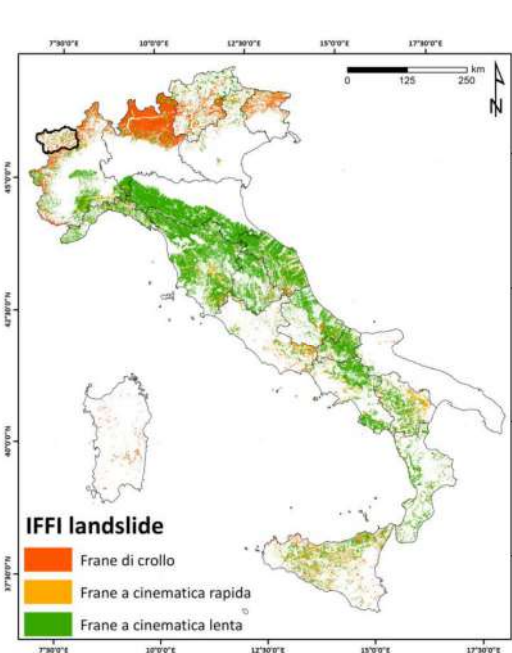 7°30'0"E 10°0'0"E 12°30'0"E 15°0'0"E 17°30'0"E
km
0 125 250
N
45°0'0"N
42°30'0"N
40°0'0"N
37°30'0"N
IFFI landslide
Frane di crollo
Frane a cinematica rapida
Frane a cinematica lenta
7°30'0"E 10°0'0"E 12°30'0"E 15°0'0"E 17°30'0"E